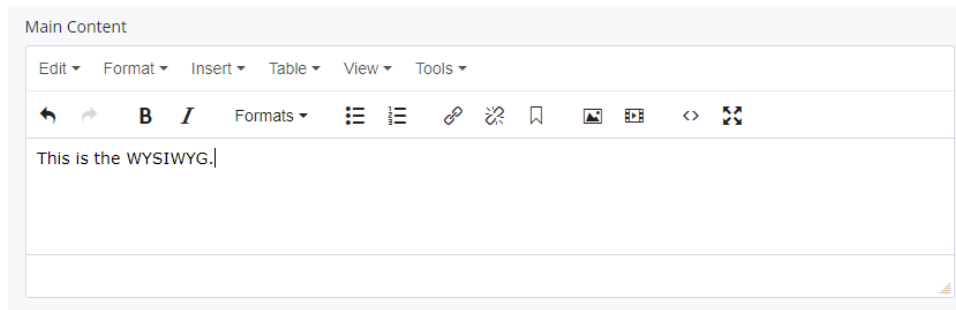 Main Content
Edit Format Insert Table View Tools
B I Formats
This is the WYSIWYG.